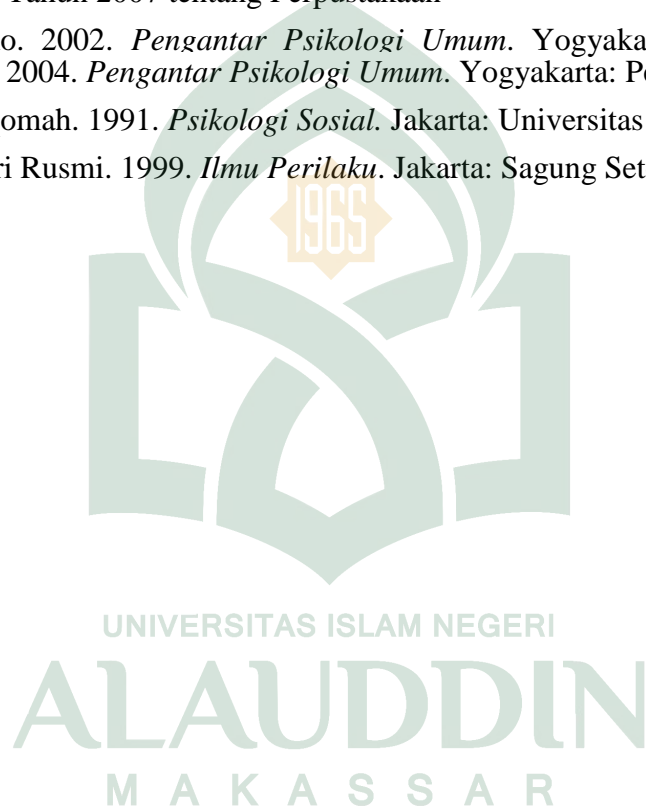 Tahun 2007 tentang Perpustakaan
o. 2002. Pengantar Psikologi Umum. Yogyaka
2004. Pengantar Psikologi Umum. Yogyakarta: Pe
omah. 1991. Psikologi Sosial. Jakarta: Universitas
ri Rusmi. 1999. Ilmu Perilaku. Jakarta: Sagung Set
1965
UNIVERSITAS ISLAM NEGERI
ALAUDDIN
MAKASSAR